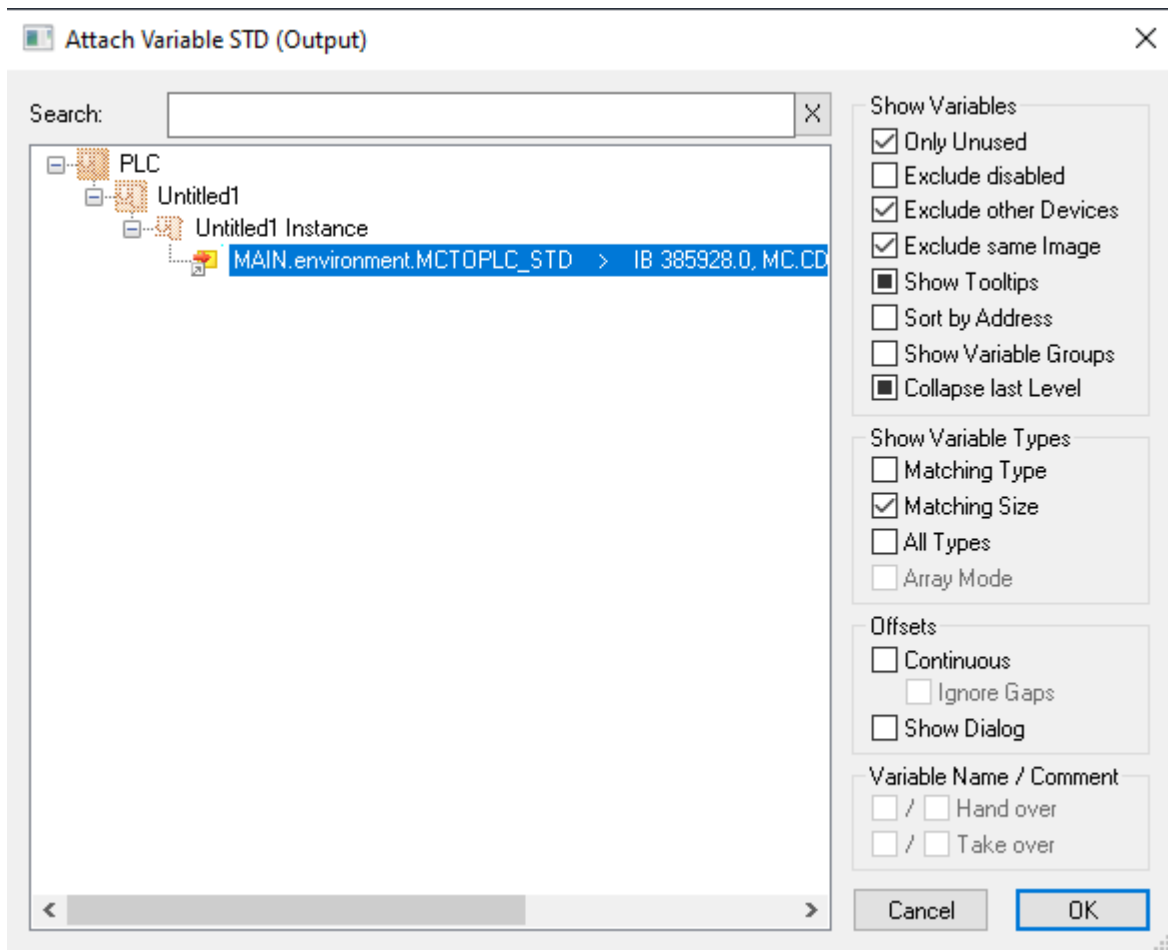 Attach Variable STD (Output)
Search:
PLC
Untitled1
Untitled1 Instance
MAIN.environment.MCTOPLC_STD > IB 385928.0, MC.CD
Show Variables
Only Unused
Exclude disabled
Exclude other Devices
Exclude same Image
Show Tooltips
Sort by Address
Show Variable Groups
Collapse last Level
Show Variable Types
Matching Type
Matching Size
All Types
Array Mode
Offsets
Continuous
Ignore Gaps
Show Dialog
Variable Name / Comment
/ Hand over
/ Take over
Cancel
OK